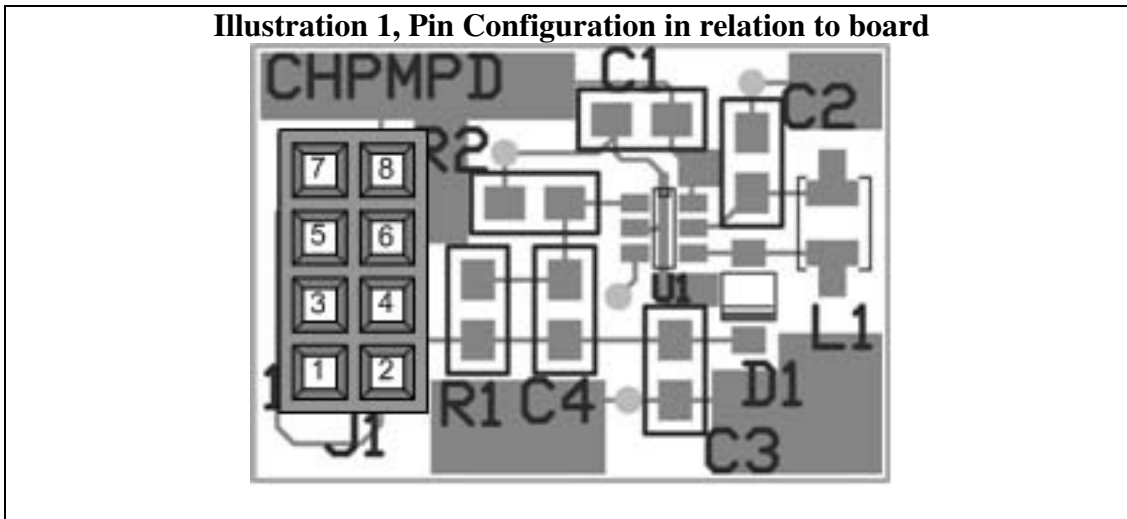 Illustration 1, Pin Configuration in relation to board
CHPMPD
C1
C2
R2
7 8
5 6
3 4
1 2
U1
L1
1
J1
R1
C4
D1
C3